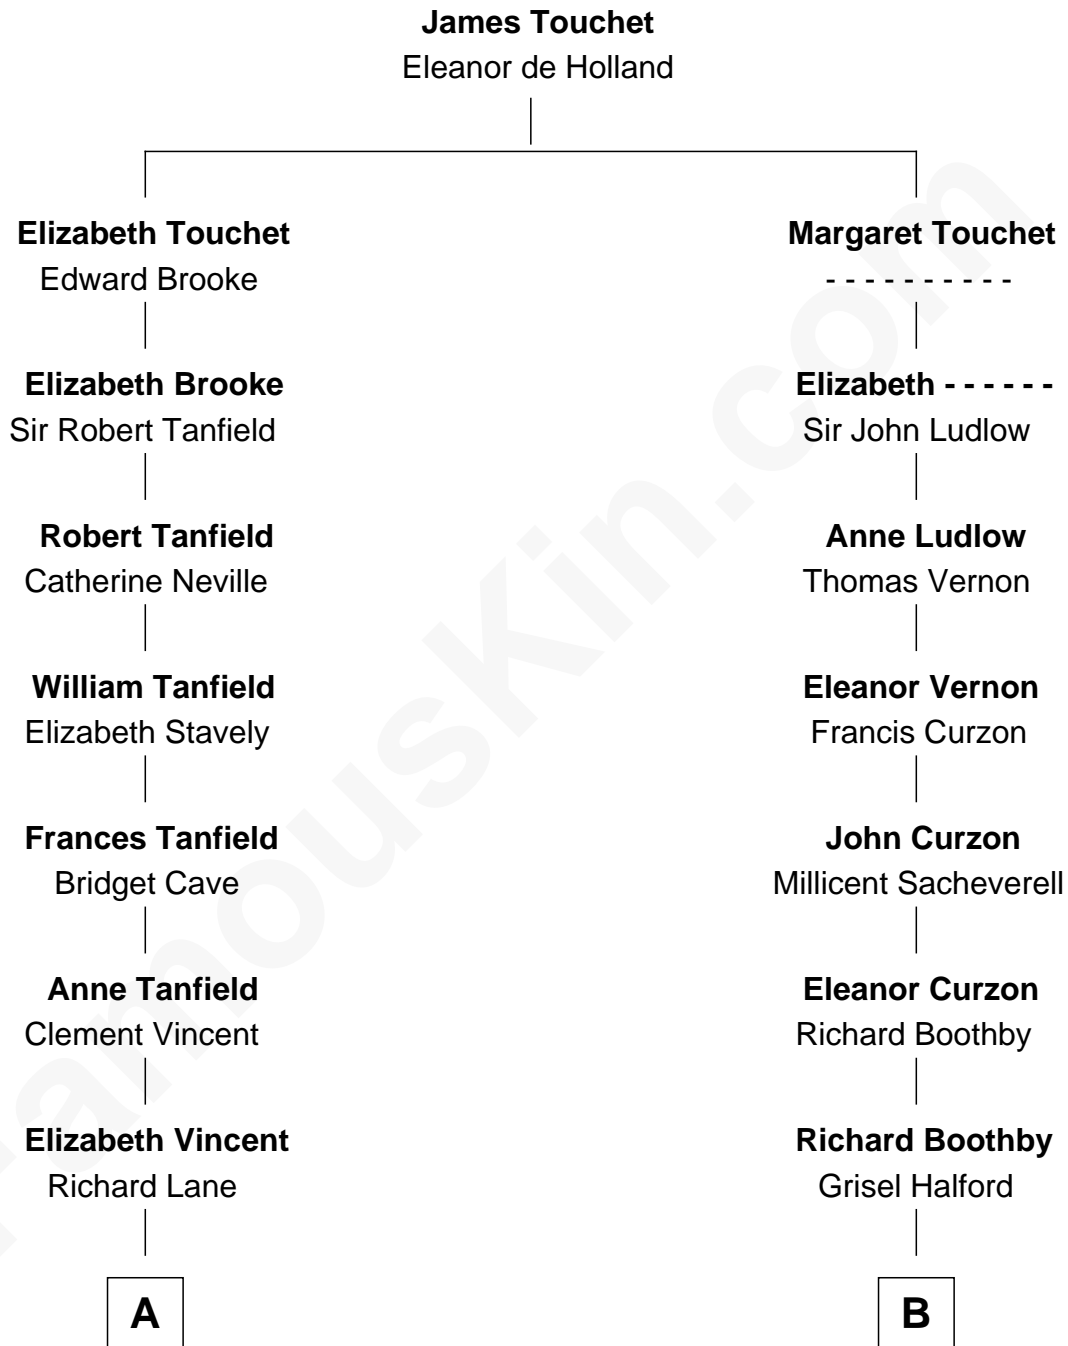 James Touchet
Eleanor de Holland
Elizabeth Touchet
Edward Brooke
Margaret Touchet
- - - - - - - - - -
Elizabeth Brooke
Sir Robert Tanfield
Elizabeth - - - - - -
Sir John Ludlow
Robert Tanfield
Catherine Neville
Anne Ludlow
Thomas Vernon
William Tanfield
Elizabeth Stavely
Eleanor Vernon
Francis Curzon
Frances Tanfield
Bridget Cave
John Curzon
Millicent Sacheverell
Anne Tanfield
Clement Vincent
Eleanor Curzon
Richard Boothby
Elizabeth Vincent
Richard Lane
Richard Boothby
Grisel Halford
A
B
FamousKin.com